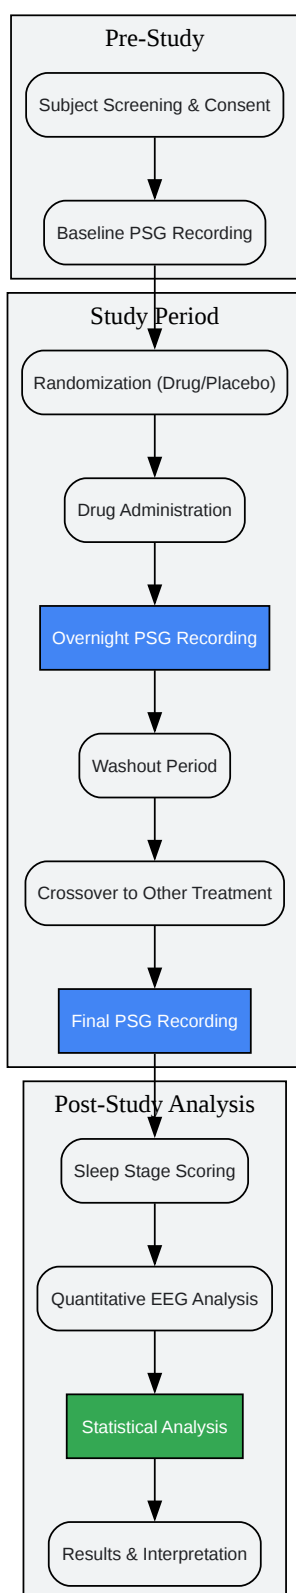 Pre-Study
Subject Screening & Consent
Baseline PSG Recording
Study Period
Randomization (Drug/Placebo)
Drug Administration
Overnight PSG Recording
Washout Period
Crossover to Other Treatment
Final PSG Recording
Post-Study Analysis
Sleep Stage Scoring
Quantitative EEG Analysis
Statistical Analysis
Results & Interpretation